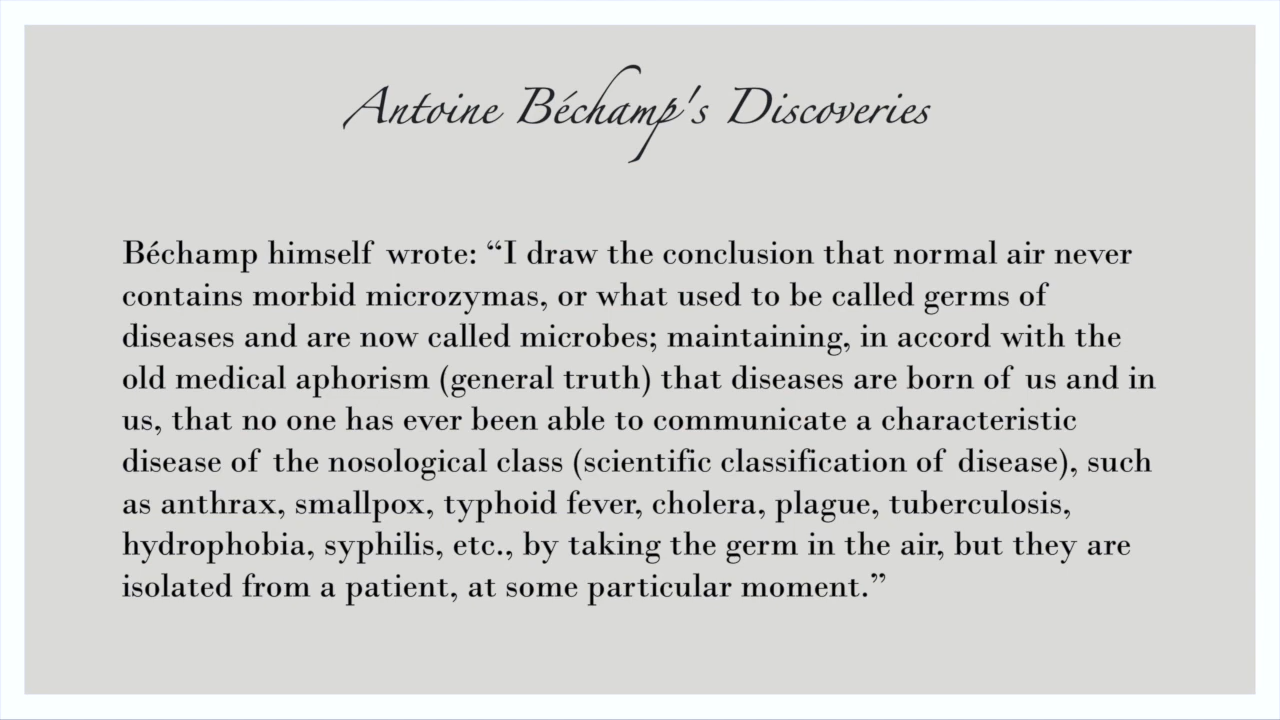 Antoine Béchamp's Discoveries
Béchamp himself wrote: “I draw the conclusion that normal air never
contains morbid microzymas, or what used to be called germs of
diseases and are now called microbes; maintaining, in accord with the
old medical aphorism (general truth) that diseases are born of us and in
us, that no one has ever been able to communicate a characteristic
disease of the nosological class (scientific classification of disease), such
as anthrax, smallpox, typhoid fever, cholera, plague, tuberculosis,
hydrophobia, syphilis, etc., by taking the germ in the air, but they are
isolated from a patient, at some particular moment.”